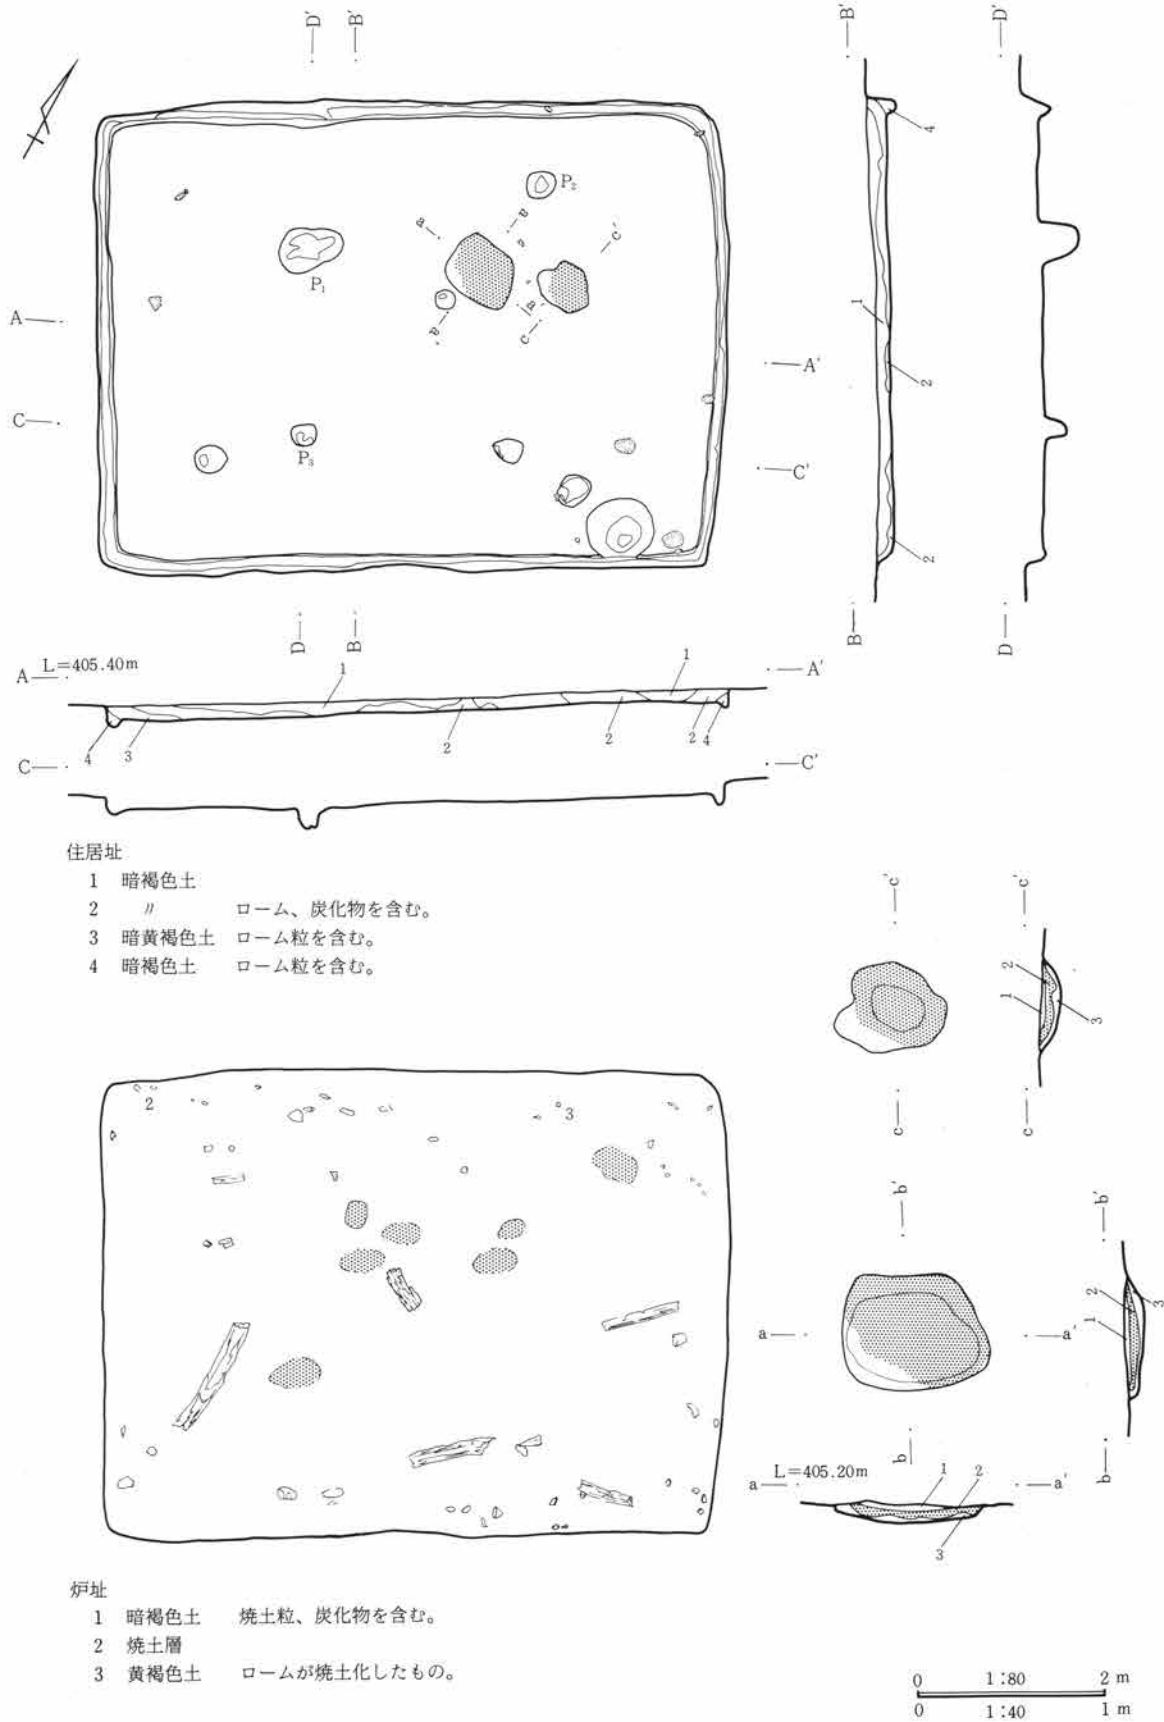 D' B'
B' D'
4
P₂
a B c'
P₁
a' B c
A
1
A'
2
C
P₃
C'
2
D B
B D
A L=405.40m 1 1 A'
4 3 2 2 2 4
C C'
住居址
1 暗褐色土
2 〃 ローム、炭化物を含む。
3 暗黄褐色土 ローム粒を含む。
4 暗褐色土 ローム粒を含む。
c' c'
2
1
3
c c
2 3
b' b'
a a'
2
1
3
b b
a L=405.20m 1 2 a'
3
炉址
1 暗褐色土 焼土粒、炭化物を含む。
2 焼土層
3 黄褐色土 ロームが焼土化したもの。
0 1:80 2 m
0 1:40 1 m